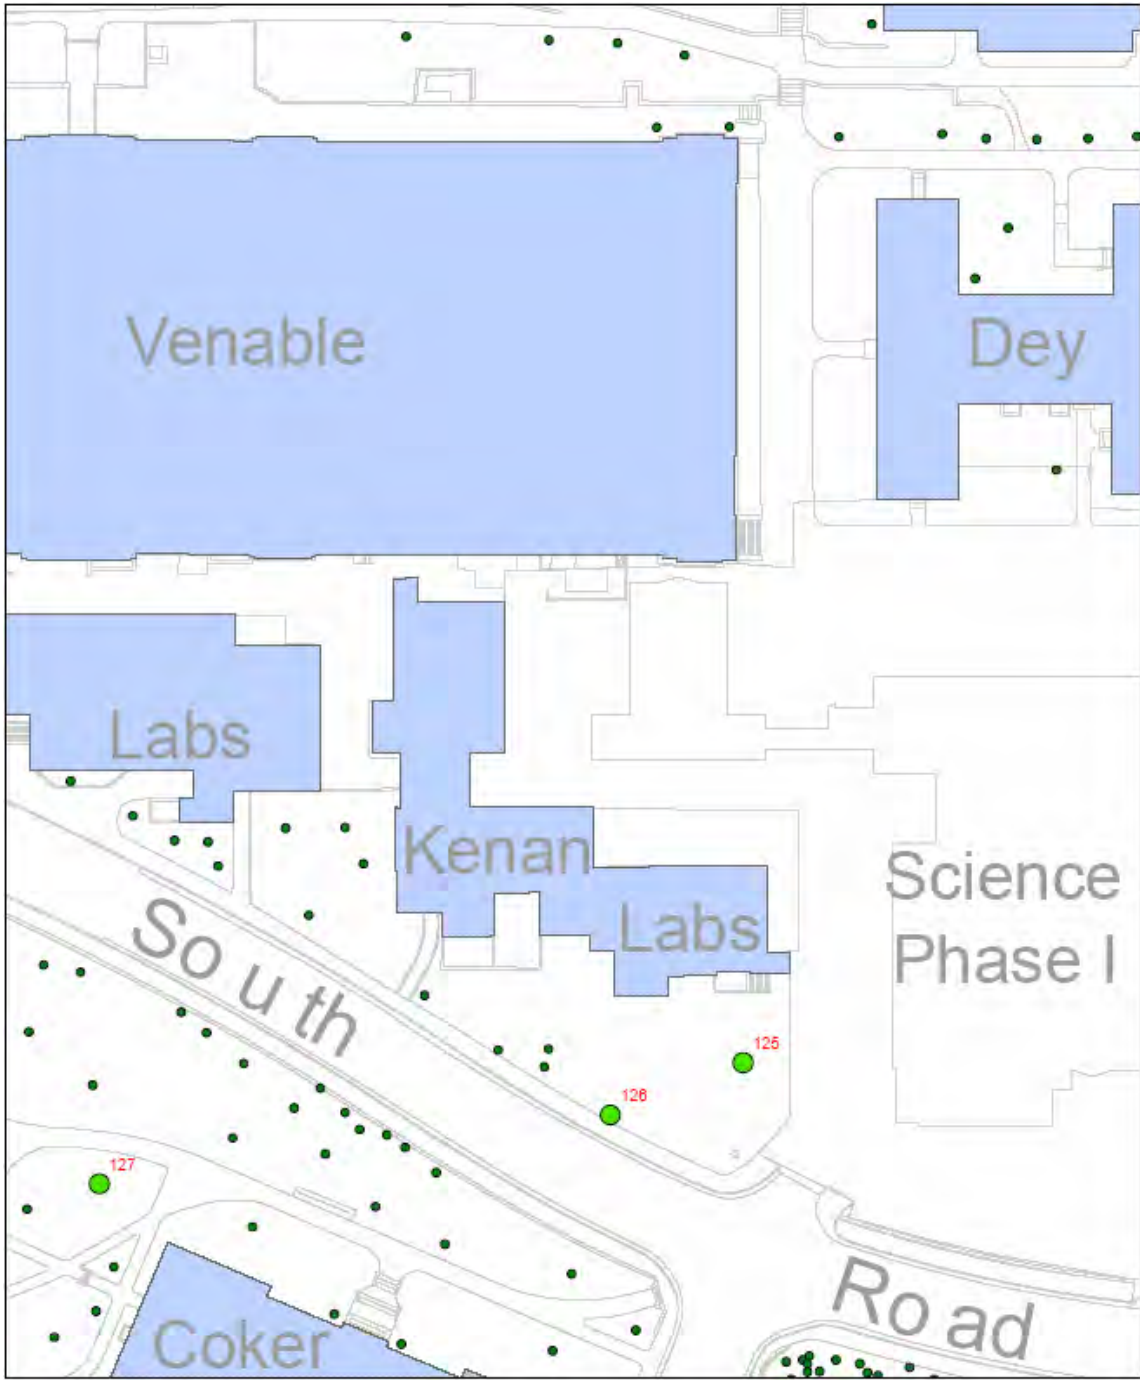 Venable
Dey
Labs
Kenan
Labs
Science
Phase I
South
125
126
127
Road
Coker